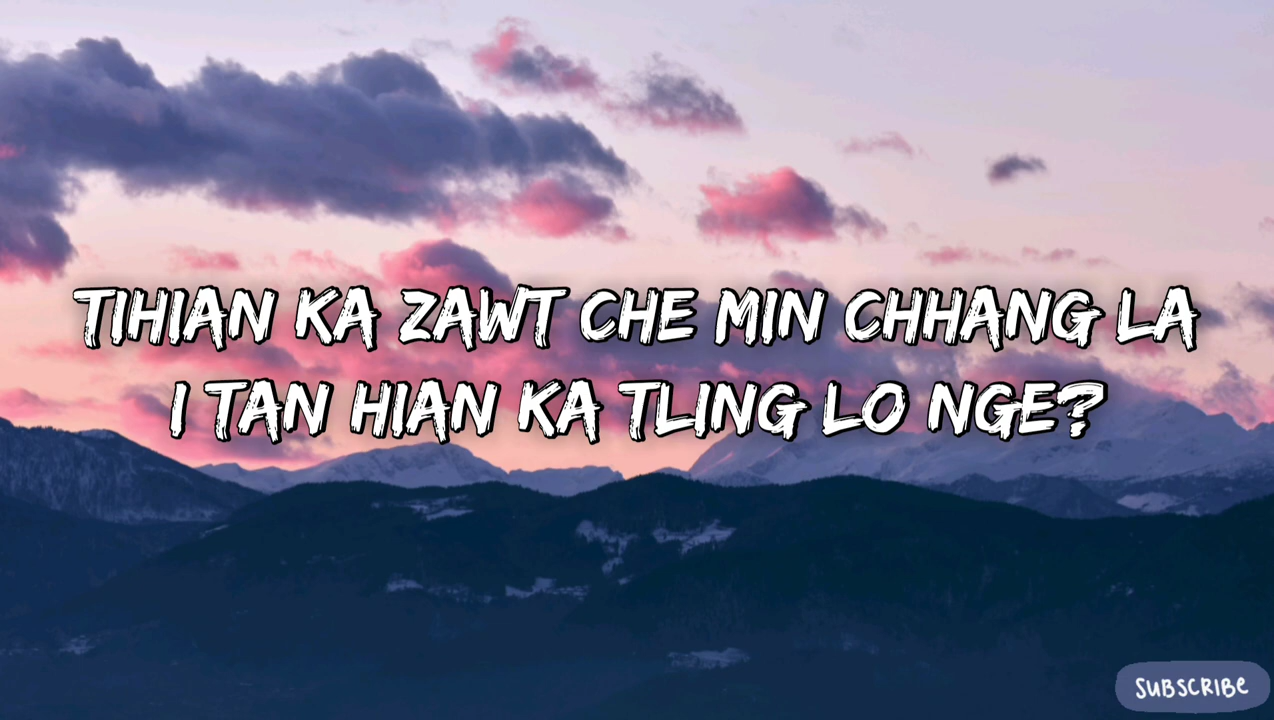 TIHIAN KA ZAWT CHE MIN CHHANG LA
I TAN HIAN KA TLING LO NGE?
SUBSCRIBE